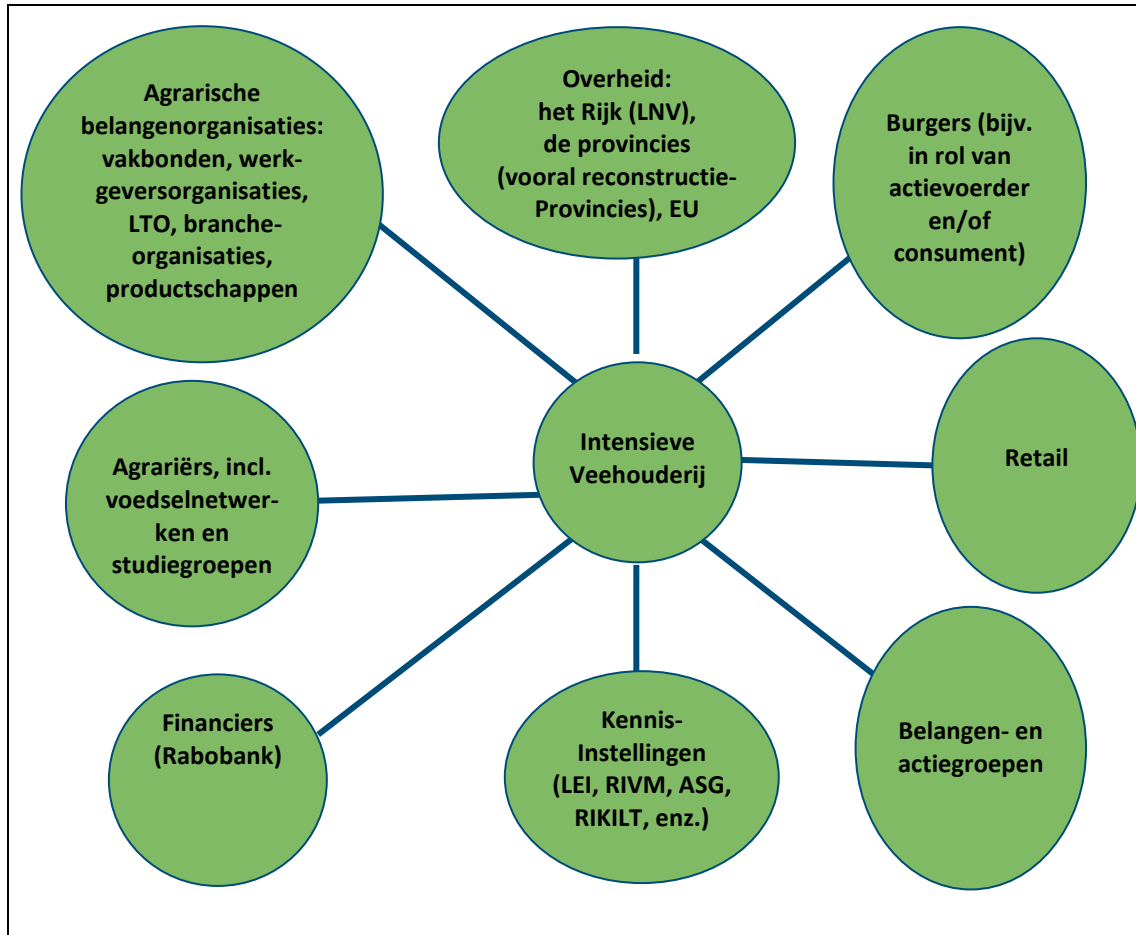 Agrarische
belangenorganisaties:
vakbonden, werk-
geversorganisaties,
LTO, branche-
organisaties,
productschappen
Overheid:
het Rijk (LNV),
de provincies
(vooral reconstructie-
Provincies), EU
Burgers (bijv.
in rol van
actievoerder
en/of
consument)
Agrariërs, incl.
voedselnetwer-
ken en
studiegroepen
Intensieve
Veehouderij
Retail
Financiers
(Rabobank)
Kennis-
Instellingen
(LEI, RIVM, ASG,
RIKILT, enz.)
Belangen- en
actiegroepen